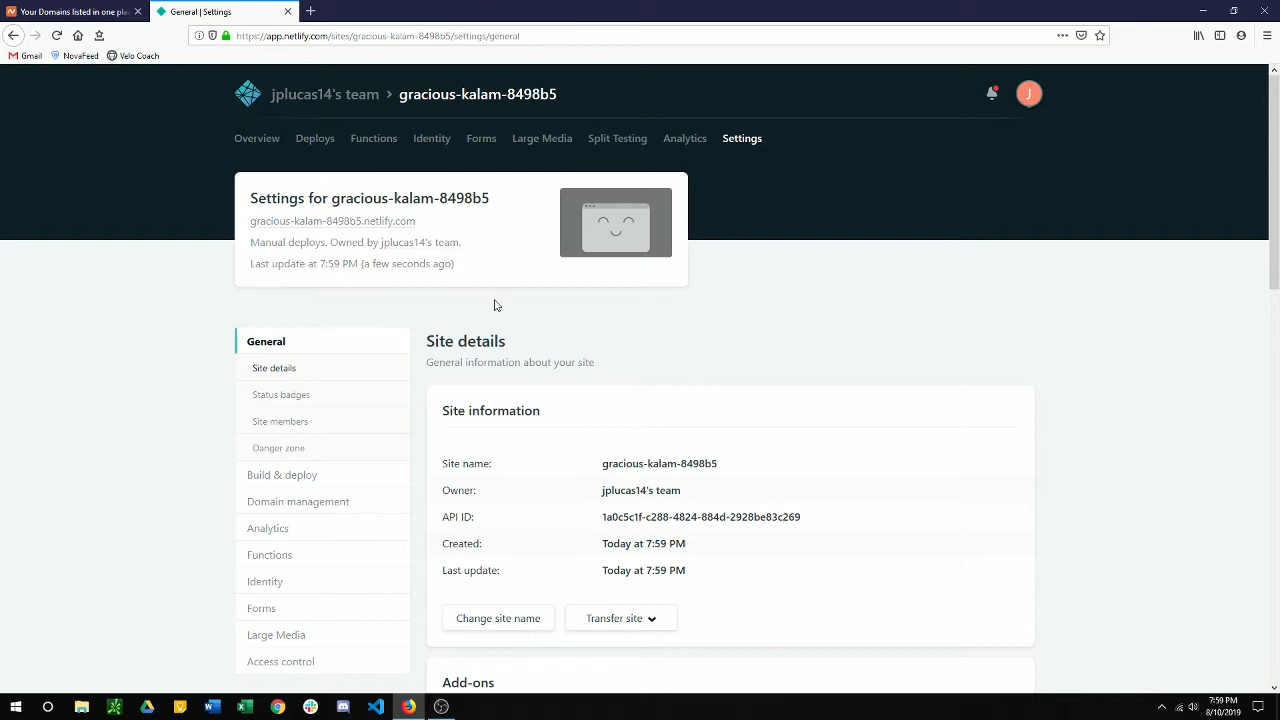 Your Domains listed in one pla
General | Settings
https://app.netlify.com/sites/gracious-kalam-8498b5/settings/general
Gmail
NovaFeed
Velo Coach
jplucas14's team > gracious-kalam-8498b5
J
Overview
Deploys
Functions
Identity
Forms
Large Media
Split Testing
Analytics
Settings
Settings for gracious-kalam-8498b5
gracious-kalam-8498b5.netlify.com
Manual deploys. Owned by jplucas14's team.
Last update at 7:59 PM (a few seconds ago)
General
Site details
Status badges
Site members
Danger zone
Build & deploy
Domain management
Analytics
Functions
Identity
Forms
Large Media
Access control
Site details
General information about your site
Site information
Site name: gracious-kalam-8498b5
Owner: jplucas14's team
API ID: 1a0c5c1f-c288-4824-884d-2928be83c269
Created: Today at 7:59 PM
Last update: Today at 7:59 PM
Change site name
Transfer site
Add-ons
7:59 PM
8/10/2019